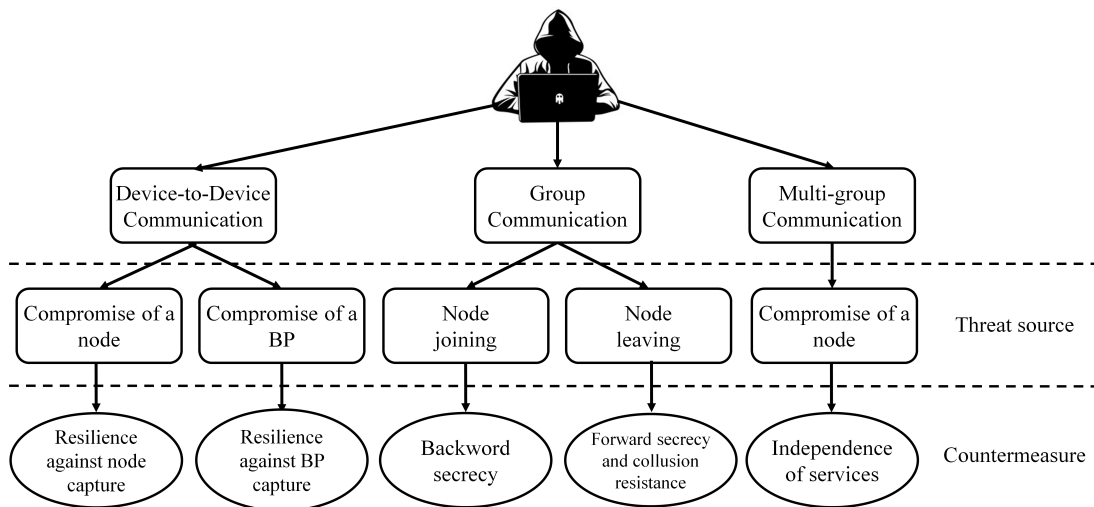 Device-to-Device
Communication
Group
Communication
Multi-group
Communication
Compromise of a
node
Compromise of a
BP
Node
joining
Node
leaving
Compromise of a
node
Threat source
Resilience
against node
capture
Resilience
against BP
capture
Backword
secrecy
Forward secrecy
and collusion
resistance
Independence
of services
Countermeasure